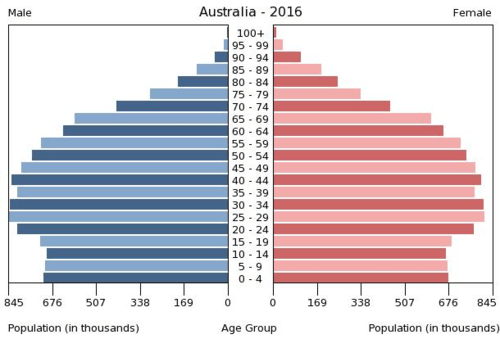 Male Australia - 2016 Female
100+
95 - 99
90 - 94
85 - 89
80 - 84
75 - 79
70 - 74
65 - 69
60 - 64
55 - 59
50 - 54
45 - 49
40 - 44
35 - 39
30 - 34
25 - 29
20 - 24
15 - 19
10 - 14
5 - 9
0 - 4
845 676 507 338 169 0 0 169 338 507 676 845
Population (in thousands) Age Group Population (in thousands)